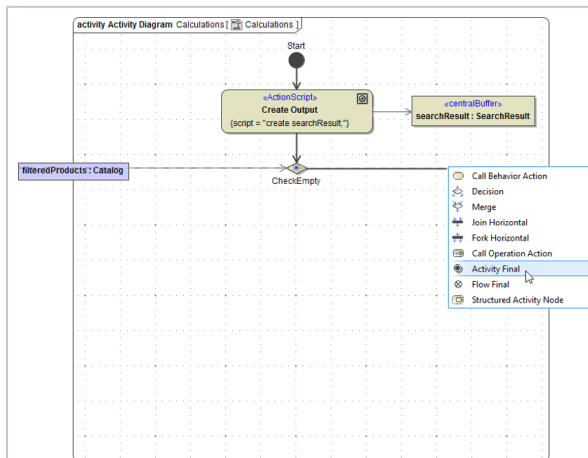 activity Activity Diagram Calculations [ Calculations ]
Start
«ActionScript»
Create Output
{script = "create searchResult;"}
«centralBuffer»
searchResult : SearchResult
filteredProducts : Catalog
CheckEmpty
Call Behavior Action
Decision
Merge
Join Horizontal
Fork Horizontal
Call Operation Action
Activity Final
Flow Final
Structured Activity Node